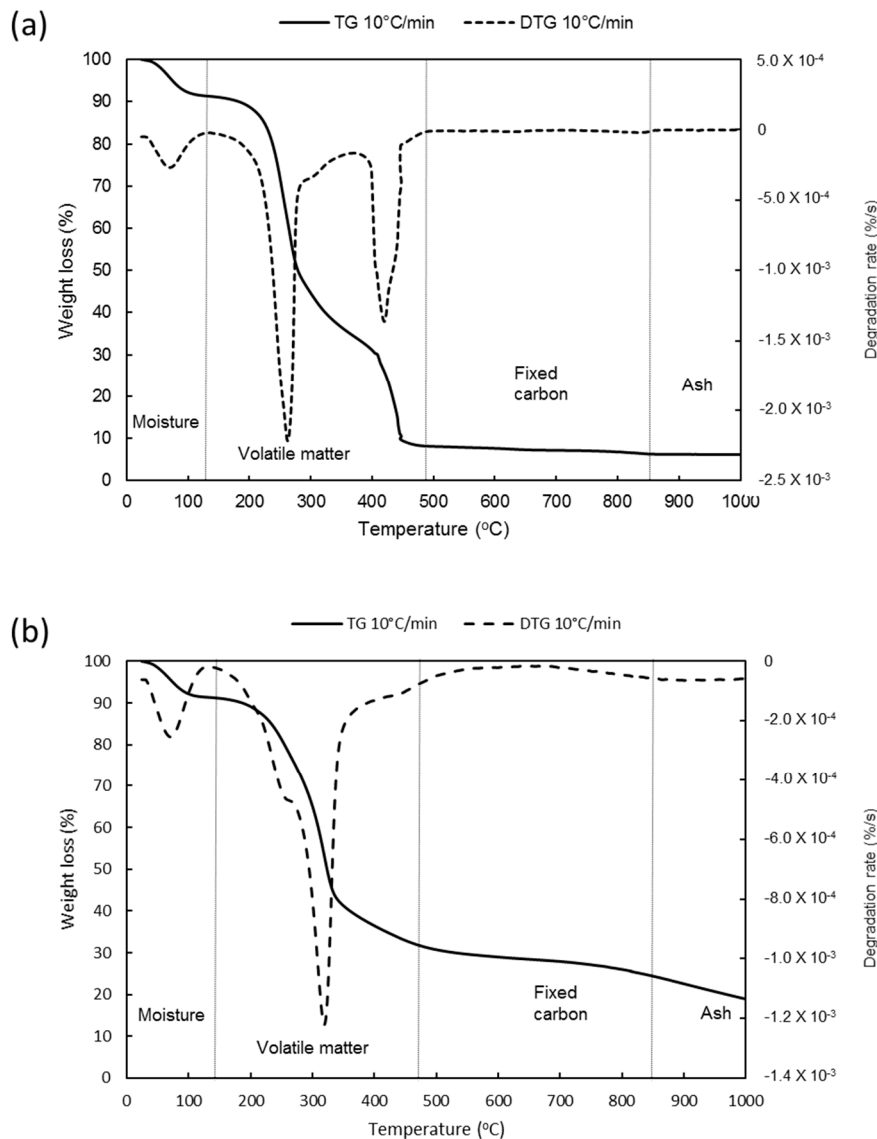 (a)
TG 10°C/min
DTG 10°C/min
100
90
80
70
60
50
40
30
20
10
0
Weight loss (%)
5.0 X 10⁻⁴
0
-5.0 X 10⁻⁴
-1.0 X 10⁻³
-1.5 X 10⁻³
-2.0 X 10⁻³
-2.5 X 10⁻³
Degradation rate (%/s)
Moisture
Volatile matter
Fixed
carbon
Ash
0 100 200 300 400 500 600 700 800 900 1000
Temperature (°C)
(b)
TG 10°C/min
DTG 10°C/min
100
90
80
70
60
50
40
30
20
10
0
Weight loss (%)
0
-2.0 X 10⁻⁴
-4.0 X 10⁻⁴
-6.0 X 10⁻⁴
-8.0 X 10⁻⁴
-1.0 X 10⁻³
-1.2 X 10⁻³
-1.4 X 10⁻³
Degradation rate (%/s)
Moisture
Volatile matter
Fixed
carbon
Ash
0 100 200 300 400 500 600 700 800 900 1000
Temperature (°C)